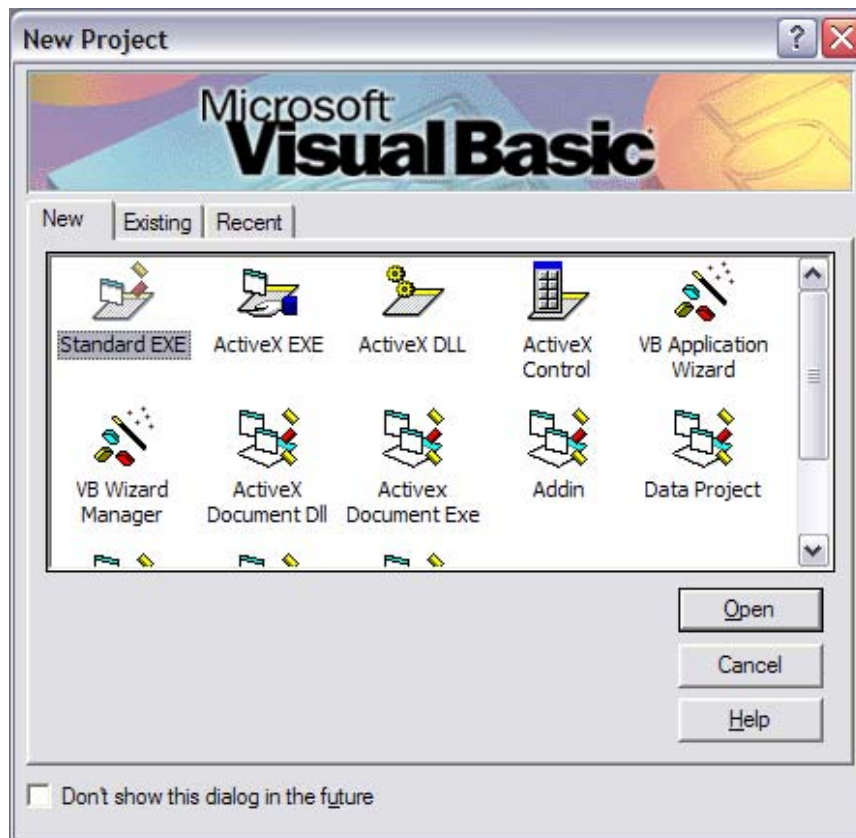 New Project
Microsoft
Visual Basic
New Existing Recent
Standard EXE ActiveX EXE ActiveX DLL ActiveX Control VB Application Wizard
VB Wizard Manager ActiveX Document Dll Activex Document Exe Addin Data Project
Open
Cancel
Help
Don't show this dialog in the future